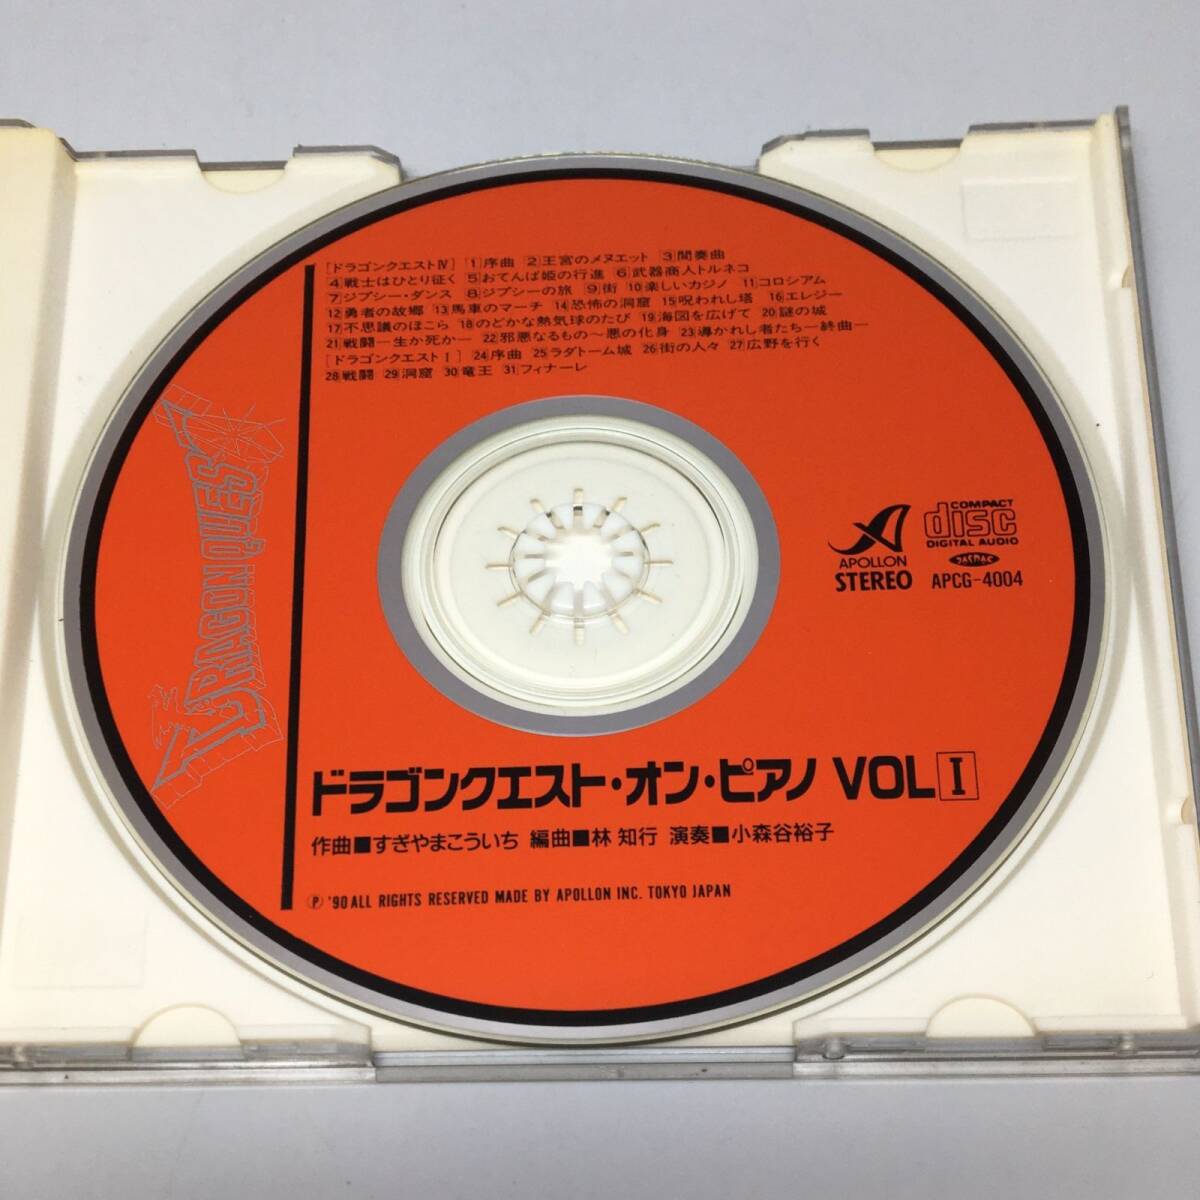 [ドラゴンクエストⅣ] 1序曲 2王宮のメヌエット 3間奏曲
4戦士はひとり征く 5おてんば姫の行進 6武器商人トルネコ
7ジプシー・ダンス 8ジプシーの旅 9街 10楽しいカジノ 11コロシアム
12勇者の故郷 13馬車のマーチ 14恐怖の洞窟 15呪われし塔 16エレジー
17不思議のほこら 18のどかな熱気球のたび 19海図を広げて 20謎の城
21戦闘―生か死か― 22邪悪なるもの〜悪の化身 23導かれし者たち―終曲―
[ドラゴンクエストⅠ] 24序曲 25ラダトーム城 26街の人々 27広野を行く
28戦闘 29洞窟 30竜王 31フィナーレ
DRAGON QUEST
APOLLON
STEREO
COMPACT
disc
DIGITAL AUDIO
JASRAC
APCG-4004
ドラゴンクエスト・オン・ピアノ VOL I
作曲■すぎやまこういち 編曲■林 知行 演奏■小森谷裕子
Ⓟ '90 ALL RIGHTS RESERVED MADE BY APOLLON INC. TOKYO JAPAN